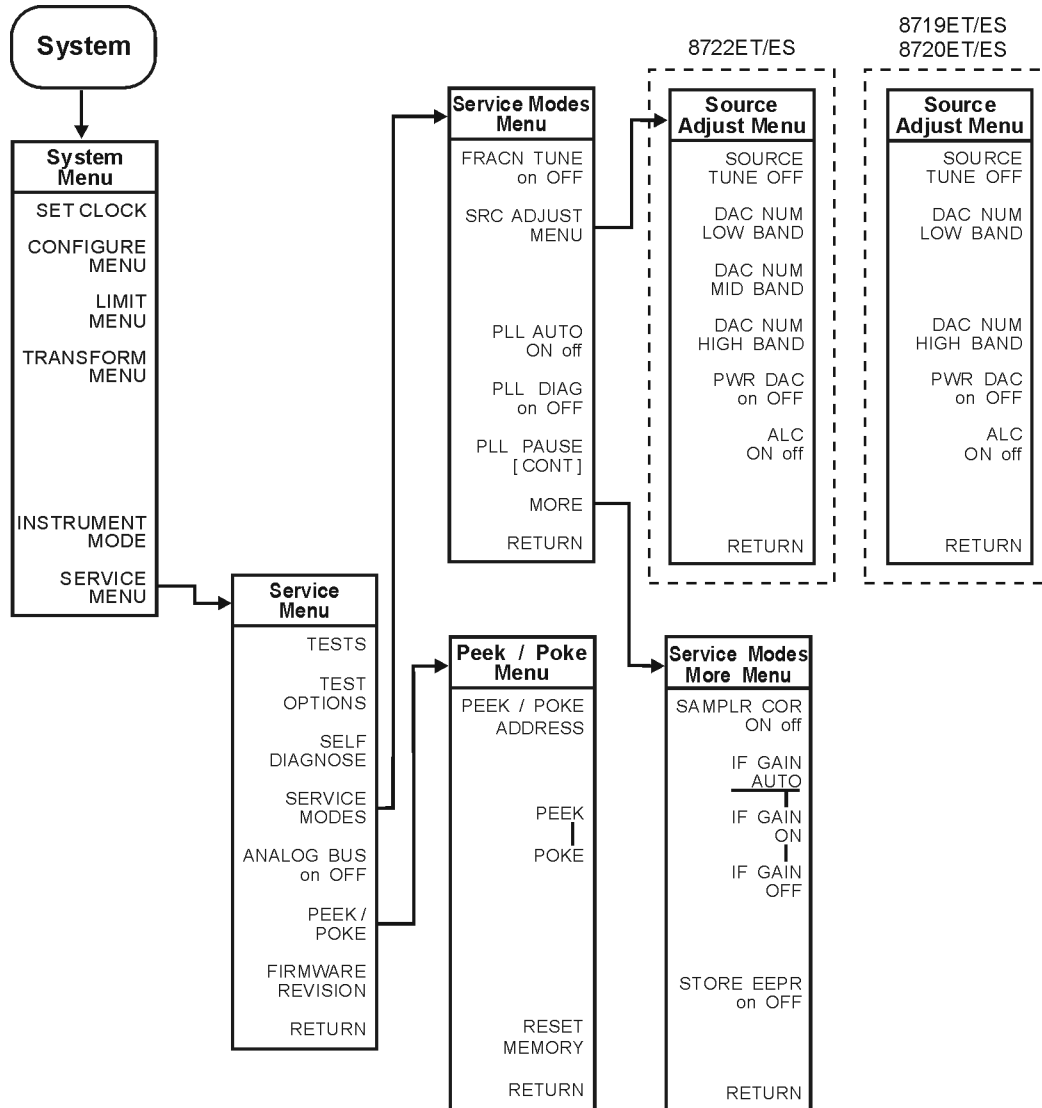 System
System
Menu
SET CLOCK
CONFIGURE
MENU
LIMIT
MENU
TRANSFORM
MENU
INSTRUMENT
MODE
SERVICE
MENU
Service
Menu
TESTS
TEST
OPTIONS
SELF
DIAGNOSE
SERVICE
MODES
ANALOG BUS
on OFF
PEEK /
POKE
FIRMWARE
REVISION
RETURN
Service Modes
Menu
FRACN TUNE
on OFF
SRC ADJUST
MENU
PLL AUTO
ON off
PLL DIAG
on OFF
PLL PAUSE
[CONT]
MORE
RETURN
8722ET/ES
Source
Adjust Menu
SOURCE
TUNE OFF
DAC NUM
LOW BAND
DAC NUM
MID BAND
DAC NUM
HIGH BAND
PWR DAC
on OFF
ALC
ON off
RETURN
8719ET/ES
8720ET/ES
Source
Adjust Menu
SOURCE
TUNE OFF
DAC NUM
LOW BAND
DAC NUM
HIGH BAND
PWR DAC
on OFF
ALC
ON off
RETURN
Peek / Poke
Menu
PEEK / POKE
ADDRESS
PEEK
POKE
RESET
MEMORY
RETURN
Service Modes
More Menu
SAMPLR COR
ON off
IF GAIN
AUTO
IF GAIN
ON
IF GAIN
OFF
STORE EEPR
on OFF
RETURN